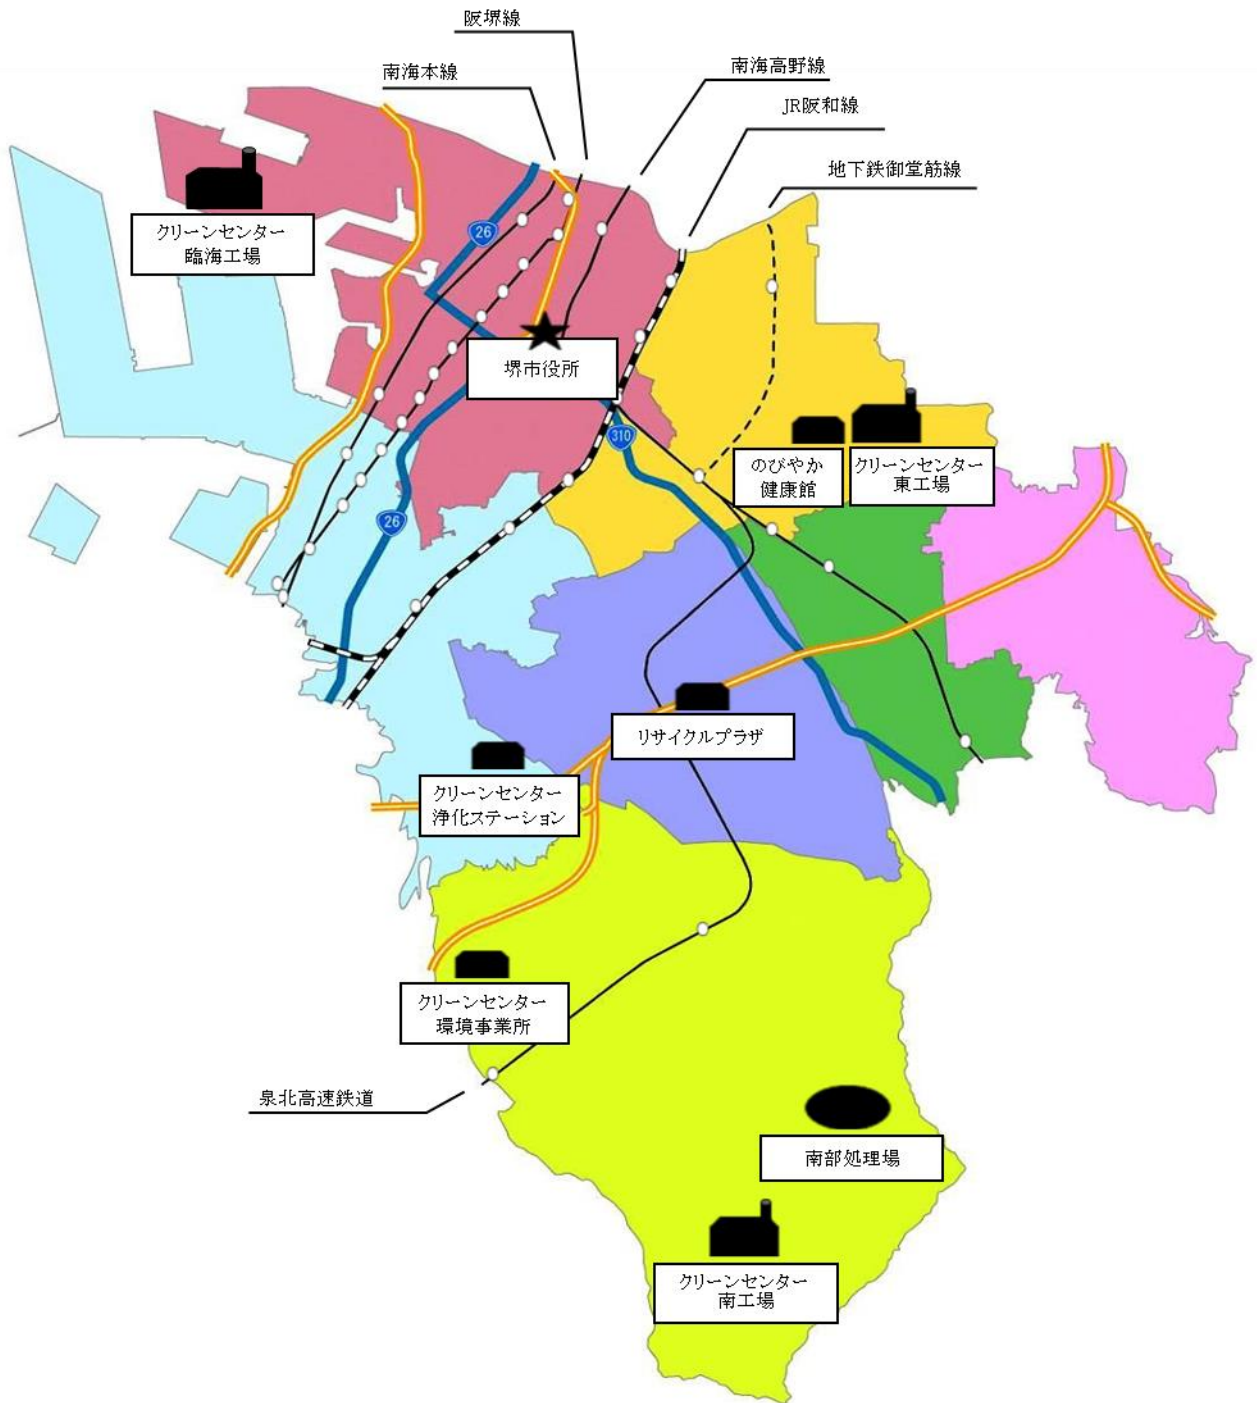 阪堺線
南海本線
南海高野線
JR阪和線
地下鉄御堂筋線
クリーンセンター
臨海工場
26
堺市役所
310
のびやか
健康館
クリーンセンター
東工場
26
リサイクルプラザ
クリーンセンター
浄化ステーション
クリーンセンター
環境事業所
泉北高速鉄道
南部処理場
クリーンセンター
南工場